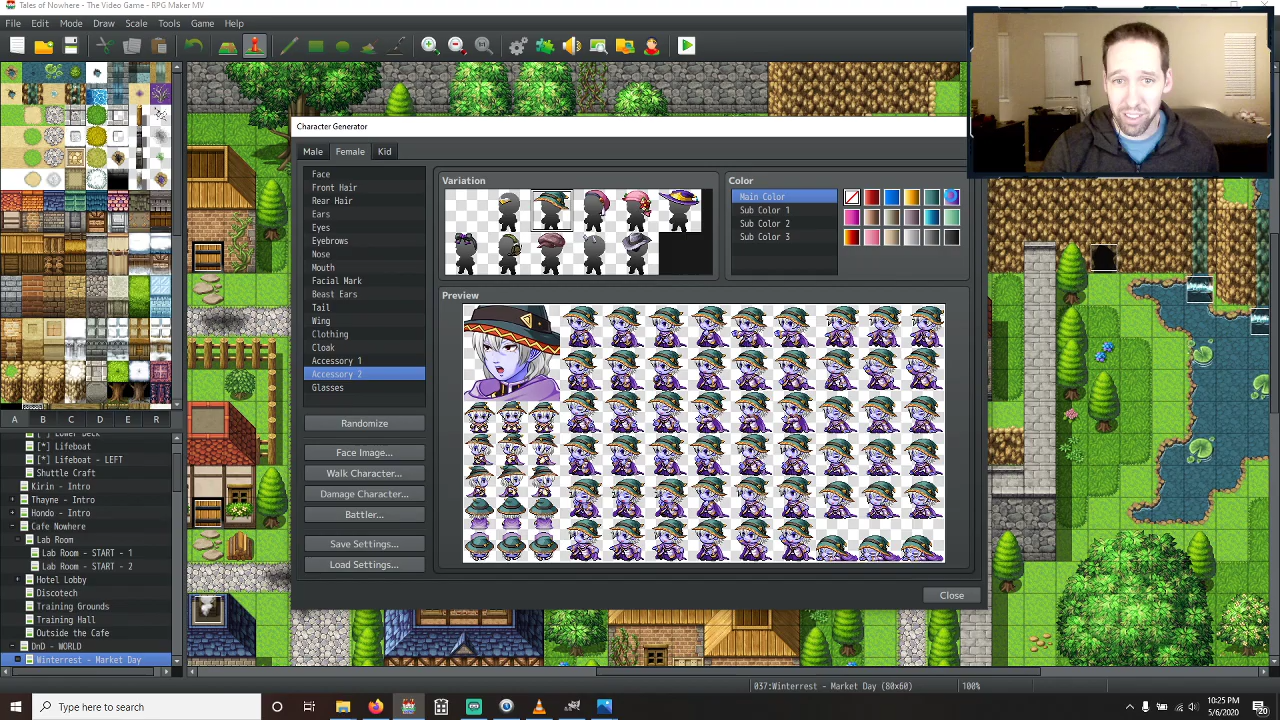 Tales of Nowhere - The Video Game - RPG Maker MV
File Edit Mode Draw Scale Tools Game Help
Character Generator
Male Female Kid
Face
Front Hair
Rear Hair
Ears
Eyes
Eyebrows
Nose
Mouth
Facial Mark
Beast Ears
Tail
Wing
Clothing
Cloak
Accessory 1
Accessory 2
Glasses
Randomize
Face Image...
Walk Character...
Damage Character...
Battler...
Save Settings...
Load Settings...
Variation
Color
Main Color
Sub Color 1
Sub Color 2
Sub Color 3
Preview
Close
A B C D E R
[*] Lower Deck
[*] Lifeboat
[*] Lifeboat - LEFT
Shuttle Craft
Kirin - Intro
Thayne - Intro
Hondo - Intro
Cafe Nowhere
Lab Room
Lab Room - START - 1
Lab Room - START - 2
Hotel Lobby
Discotech
Training Grounds
Training Hall
Outside the Cafe
DnD - WORLD
Winterrest - Market Day
037:Winterrest - Market Day (80x60) 100%
Type here to search
10:25 PM
5/6/2020
20